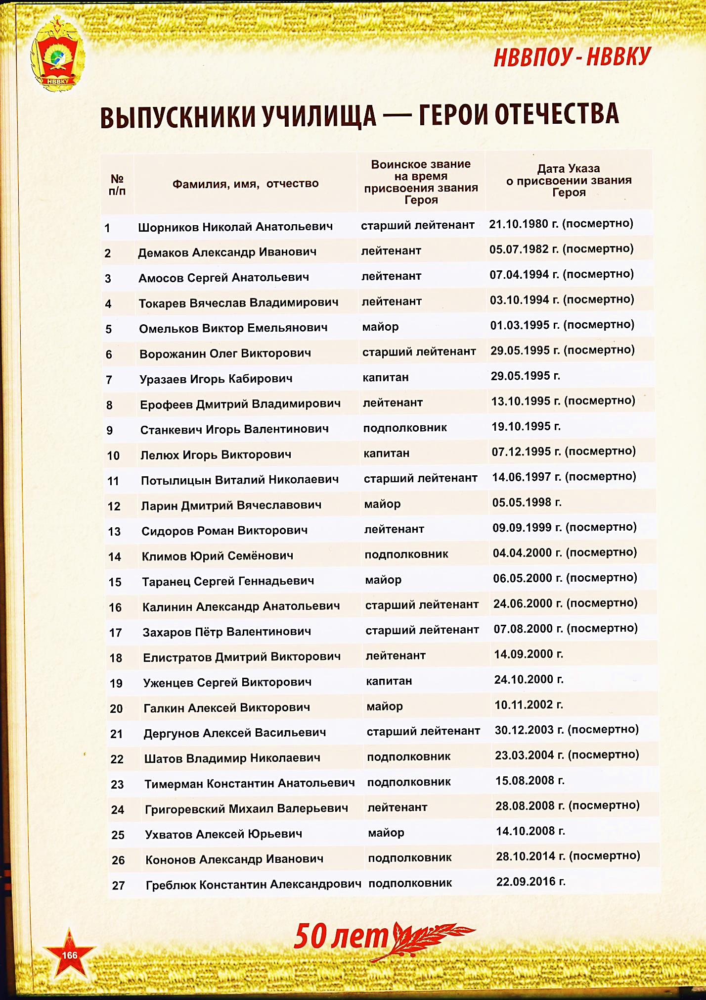 НВВКУ
НВВПОУ - НВВКУ
ВЫПУСКНИКИ УЧИЛИЩА — ГЕРОИ ОТЕЧЕСТВА
№ п/п
Фамилия, имя, отчество
Воинское звание
на время
присвоения звания
Героя
Дата Указа
о присвоении звания
Героя
1 Шорников Николай Анатольевич старший лейтенант 21.10.1980 г. (посмертно)
2 Демаков Александр Иванович лейтенант 05.07.1982 г. (посмертно)
3 Амосов Сергей Анатольевич лейтенант 07.04.1994 г. (посмертно)
4 Токарев Вячеслав Владимирович лейтенант 03.10.1994 г. (посмертно)
5 Омельков Виктор Емельянович майор 01.03.1995 г. (посмертно)
6 Ворожанин Олег Викторович старший лейтенант 29.05.1995 г. (посмертно)
7 Уразаев Игорь Кабирович капитан 29.05.1995 г.
8 Ерофеев Дмитрий Владимирович лейтенант 13.10.1995 г. (посмертно)
9 Станкевич Игорь Валентинович подполковник 19.10.1995 г.
10 Лелюх Игорь Викторович капитан 07.12.1995 г. (посмертно)
11 Потылицын Виталий Николаевич старший лейтенант 14.06.1997 г. (посмертно)
12 Ларин Дмитрий Вячеславович майор 05.05.1998 г.
13 Сидоров Роман Викторович лейтенант 09.09.1999 г. (посмертно)
14 Климов Юрий Семёнович подполковник 04.04.2000 г. (посмертно)
15 Таранец Сергей Геннадьевич майор 06.05.2000 г. (посмертно)
16 Калинин Александр Анатольевич старший лейтенант 24.06.2000 г. (посмертно)
17 Захаров Пётр Валентинович старший лейтенант 07.08.2000 г. (посмертно)
18 Елистратов Дмитрий Викторович лейтенант 14.09.2000 г.
19 Уженцев Сергей Викторович капитан 24.10.2000 г.
20 Галкин Алексей Викторович майор 10.11.2002 г.
21 Дергунов Алексей Васильевич старший лейтенант 30.12.2003 г. (посмертно)
22 Шатов Владимир Николаевич подполковник 23.03.2004 г. (посмертно)
23 Тимерман Константин Анатольевич подполковник 15.08.2008 г.
24 Григоревский Михаил Валерьевич лейтенант 28.08.2008 г. (посмертно)
25 Ухватов Алексей Юрьевич майор 14.10.2008 г.
26 Кононов Александр Иванович подполковник 28.10.2014 г. (посмертно)
27 Греблюк Константин Александрович подполковник 22.09.2016 г.
50 лет
166